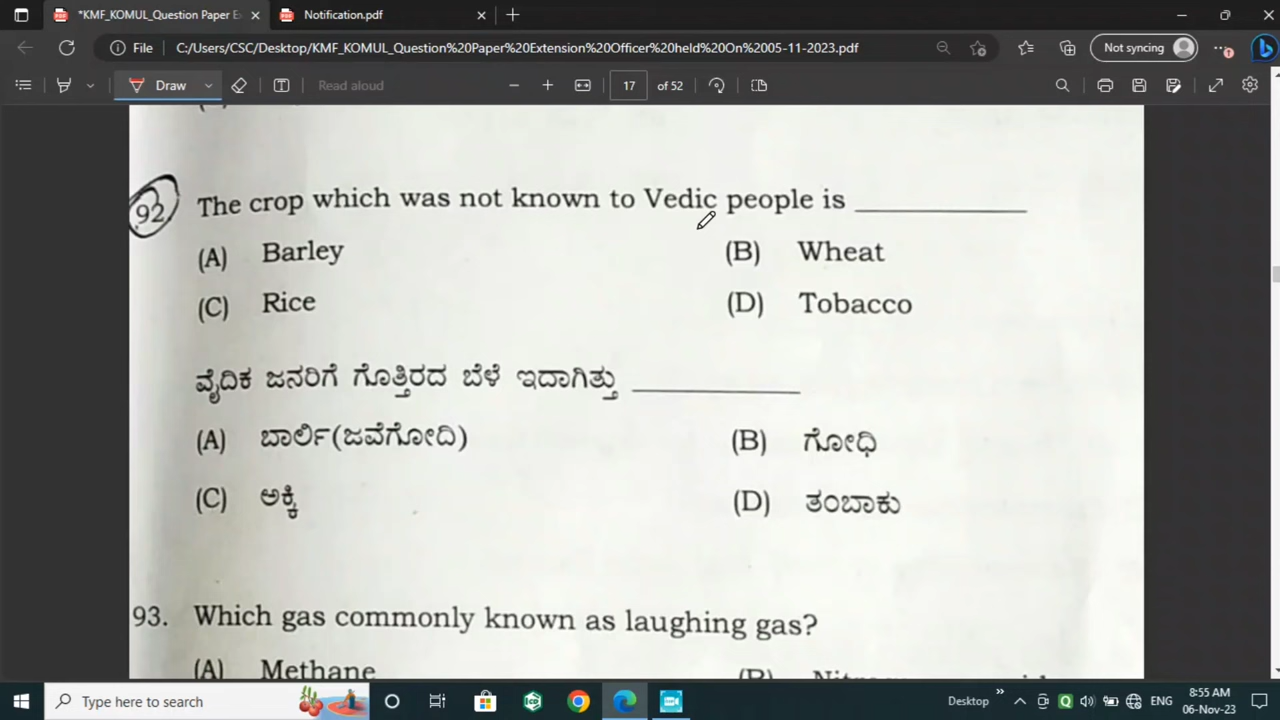 *KMF_KOMUL_Question Paper Ex
Notification.pdf
File
C:/Users/CSC/Desktop/KMF_KOMUL_Question%20Paper%20Extension%20Officer%20held%20On%2005-11-2023.pdf
Not syncing
Draw
Read aloud
17 of 52
92. The crop which was not known to Vedic people is ___________
(A) Barley (B) Wheat
(C) Rice (D) Tobacco
ವೈದಿಕ ಜನರಿಗೆ ಗೊತ್ತಿರದ ಬೆಳೆ ಇದಾಗಿತ್ತು ___________
(A) ಬಾರ್ಲಿ(ಜವೆಗೋದಿ) (B) ಗೋಧಿ
(C) ಅಕ್ಕಿ (D) ತಂಬಾಕು
93. Which gas commonly known as laughing gas?
(A) Methane
Type here to search
Desktop
ENG
8:55 AM
06-Nov-23